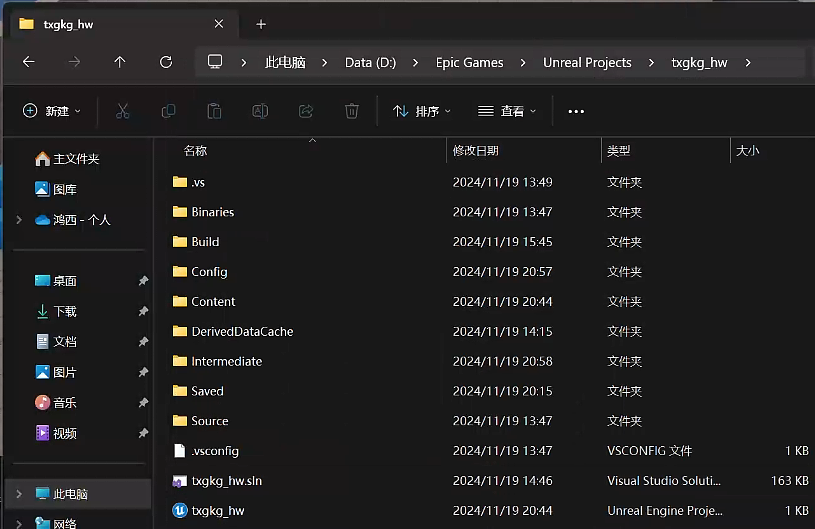 txgkg_hw
此电脑 Data (D:) Epic Games Unreal Projects txgkg_hw
新建 排序 查看
名称 修改日期 类型 大小
主文件夹
图库
鸿西 - 个人
桌面
下载
文档
图片
音乐
视频
此电脑
网络
.vs 2024/11/19 13:49 文件夹
Binaries 2024/11/19 13:47 文件夹
Build 2024/11/19 15:45 文件夹
Config 2024/11/19 20:57 文件夹
Content 2024/11/19 20:44 文件夹
DerivedDataCache 2024/11/19 14:15 文件夹
Intermediate 2024/11/19 20:58 文件夹
Saved 2024/11/19 20:15 文件夹
Source 2024/11/19 13:47 文件夹
.vsconfig 2024/11/19 13:47 VSCONFIG 文件 1 KB
txgkg_hw.sln 2024/11/19 14:46 Visual Studio Soluti... 163 KB
txgkg_hw 2024/11/19 20:44 Unreal Engine Proje... 1 KB